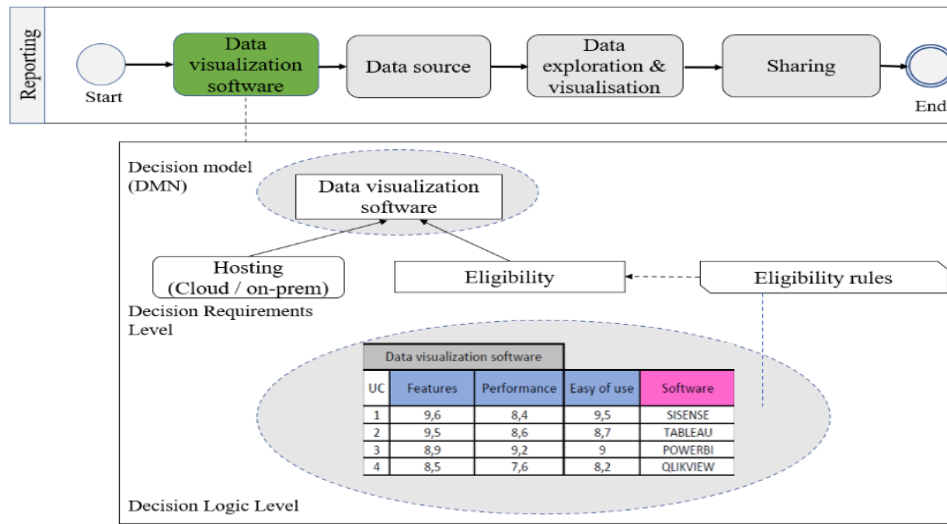 Reporting
Start
Data
visualization
software
Data source
Data
exploration &
visualisation
Sharing
End
Decision model
(DMN)
Data visualization
software
Hosting
(Cloud / on-prem)
Eligibility
Eligibility rules
Decision Requirements
Level
Data visualization software
UC Features Performance Easy of use Software
1 9,6 8,4 9,5 SISENSE
2 9,5 8,6 8,7 TABLEAU
3 8,9 9,2 9 POWERBI
4 8,5 7,6 8,2 QLIKVIEW
Decision Logic Level